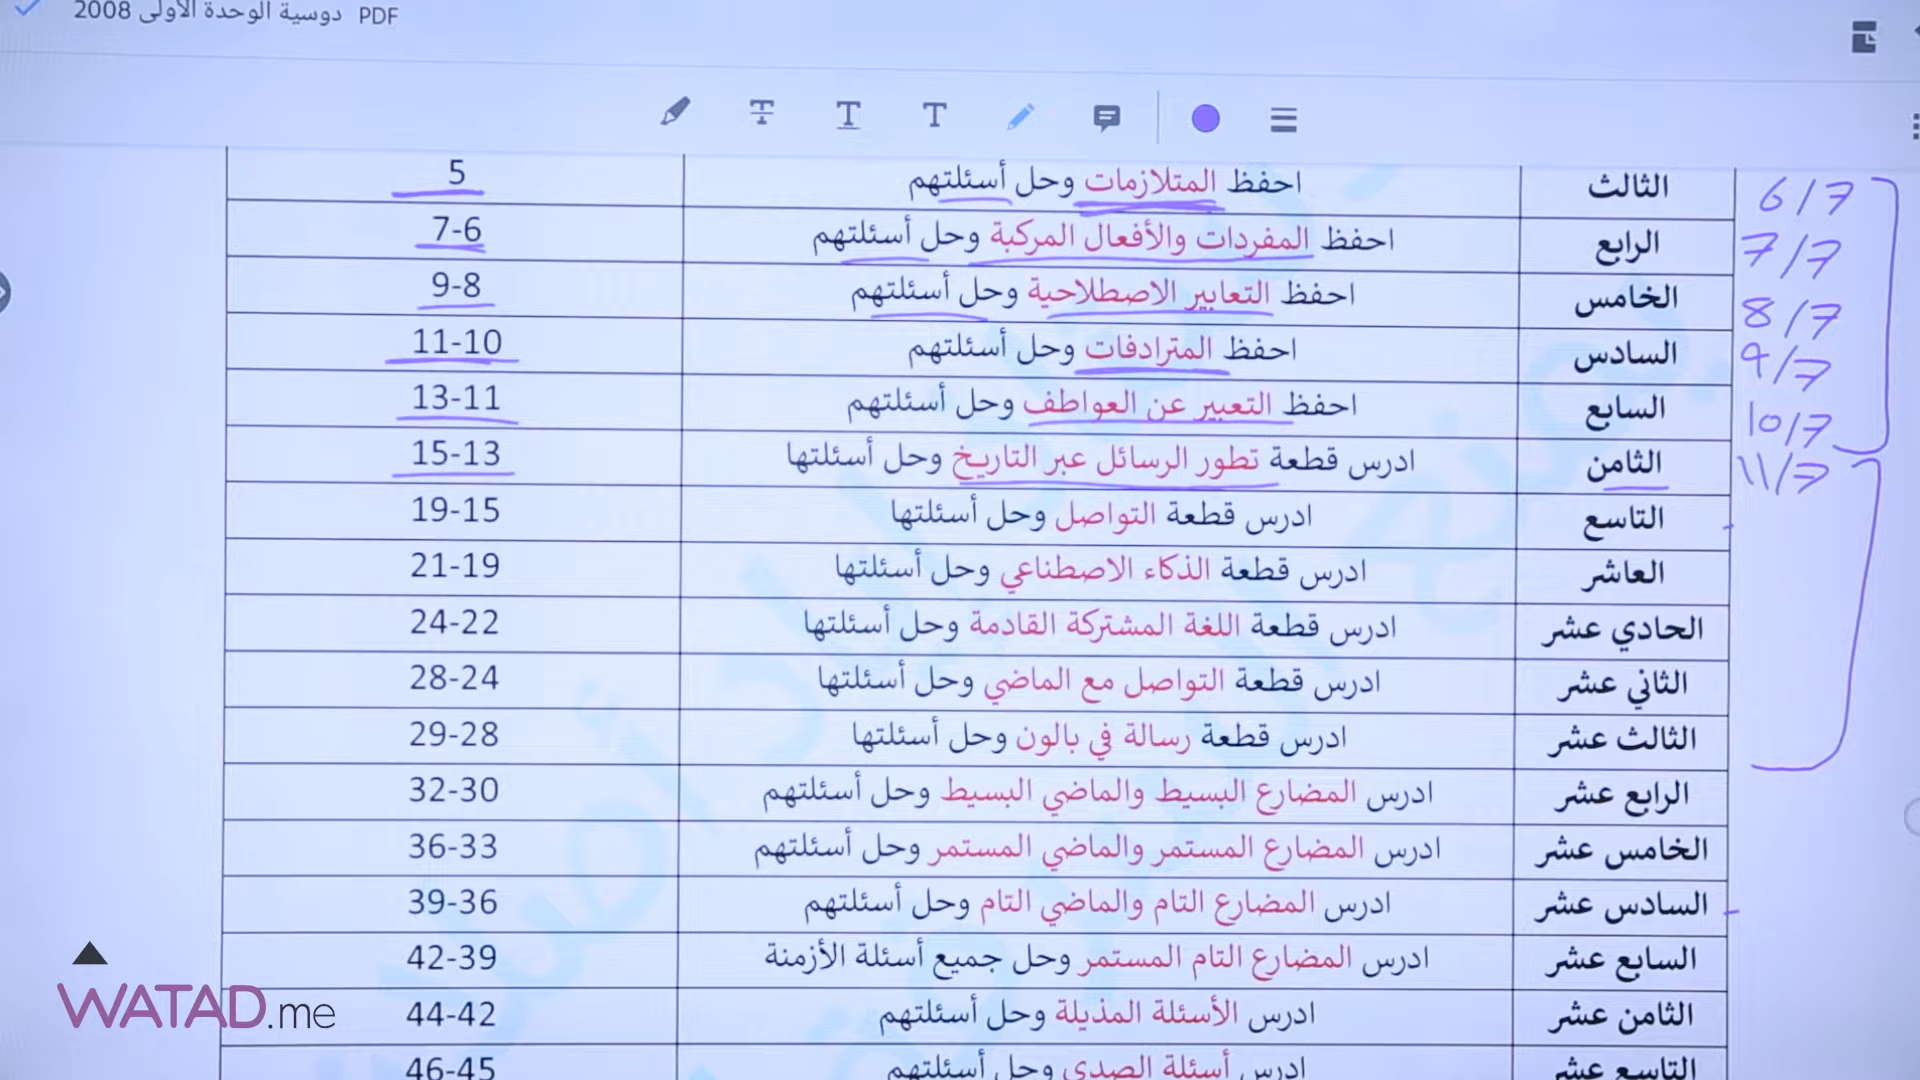 دوسية الوحدة الأولى 2008 PDF
الثالث احفظ المتلازمات وحل أسئلتهم 5 6/7
الرابع احفظ المفردات والأفعال المركبة وحل أسئلتهم 7-6 7/7
الخامس احفظ التعابير الاصطلاحية وحل أسئلتهم 9-8 8/7
السادس احفظ المترادفات وحل أسئلتهم 11-10 9/7
السابع احفظ التعبير عن العواطف وحل أسئلتهم 13-11 10/7
الثامن ادرس قطعة تطور الرسائل عبر التاريخ وحل أسئلتها 15-13 11/7
التاسع ادرس قطعة التواصل وحل أسئلتها 19-15
العاشر ادرس قطعة الذكاء الاصطناعي وحل أسئلتها 21-19
الحادي عشر ادرس قطعة اللغة المشتركة القادمة وحل أسئلتها 24-22
الثاني عشر ادرس قطعة التواصل مع الماضي وحل أسئلتها 28-24
الثالث عشر ادرس قطعة رسالة في بالون وحل أسئلتها 29-28
الرابع عشر ادرس المضارع البسيط والماضي البسيط وحل أسئلتهم 32-30
الخامس عشر ادرس المضارع المستمر والماضي المستمر وحل أسئلتهم 36-33
السادس عشر ادرس المضارع التام والماضي التام وحل أسئلتهم 39-36
السابع عشر ادرس المضارع التام المستمر وحل جميع أسئلة الأزمنة 42-39
الثامن عشر ادرس الأسئلة المذيلة وحل أسئلتهم 44-42
التاسع عشر ادرس أسئلة الصدى وحل أسئلتهم 46-45
WATAD.me